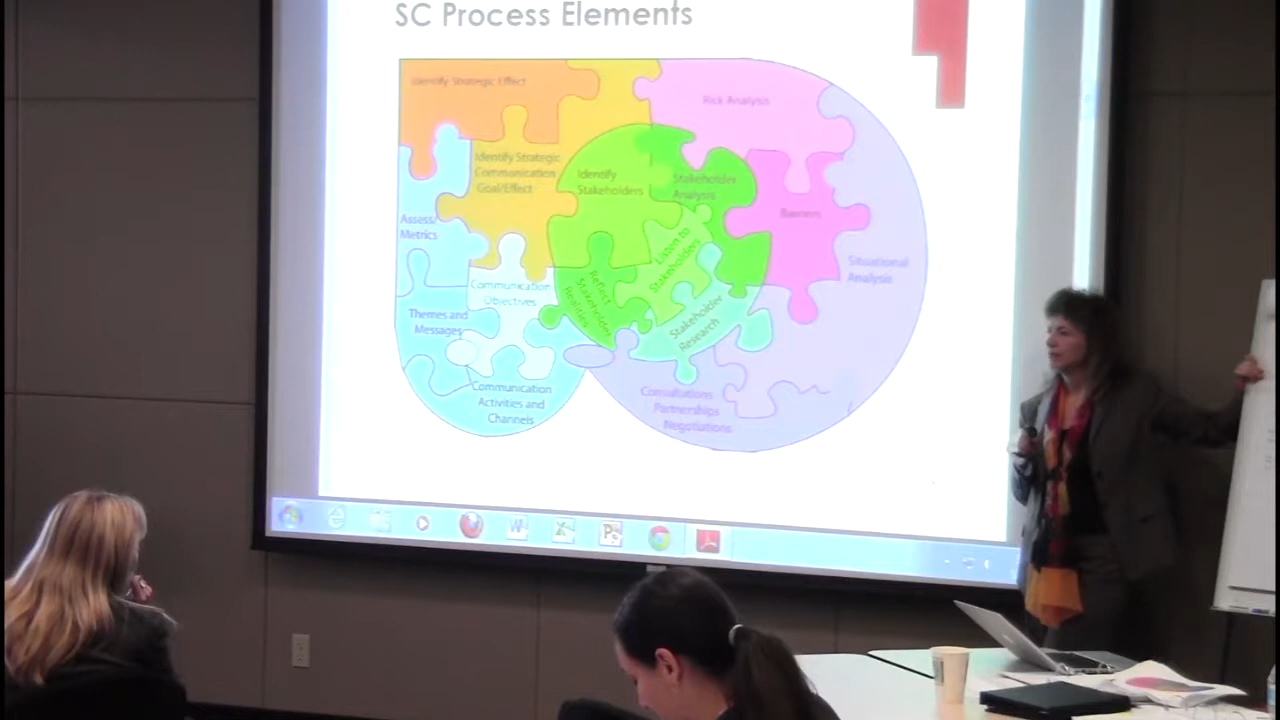 SC Process Elements
Identify Strategic Effect
Risk Analysis
Identify Strategic
Communication
Goal/Effect
Identify
Stakeholders
Stakeholder
Analysis
Barriers
Assess/
Metrics
Listen to
Stakeholders
Situational
Analysis
Communication
Objectives
Reflect
Stakeholder
Realities
Themes and
Messages
Stakeholder
Research
Communication
Activities and
Channels
Consultations
Partnerships
Negotiations